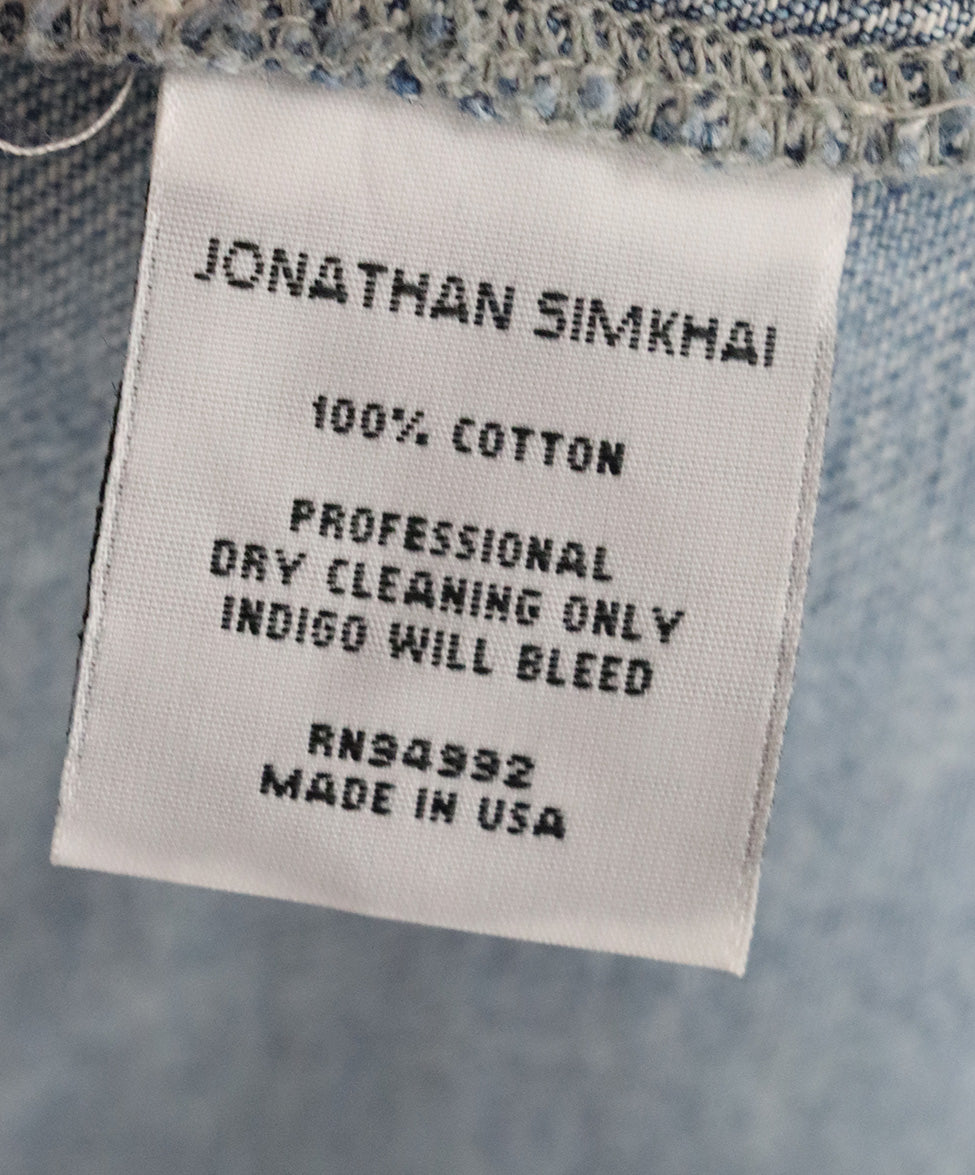 JONATHAN SIMKHAI
100% COTTON
PROFESSIONAL
DRY CLEANING ONLY
INDIGO WILL BLEED
RN94992
MADE IN USA